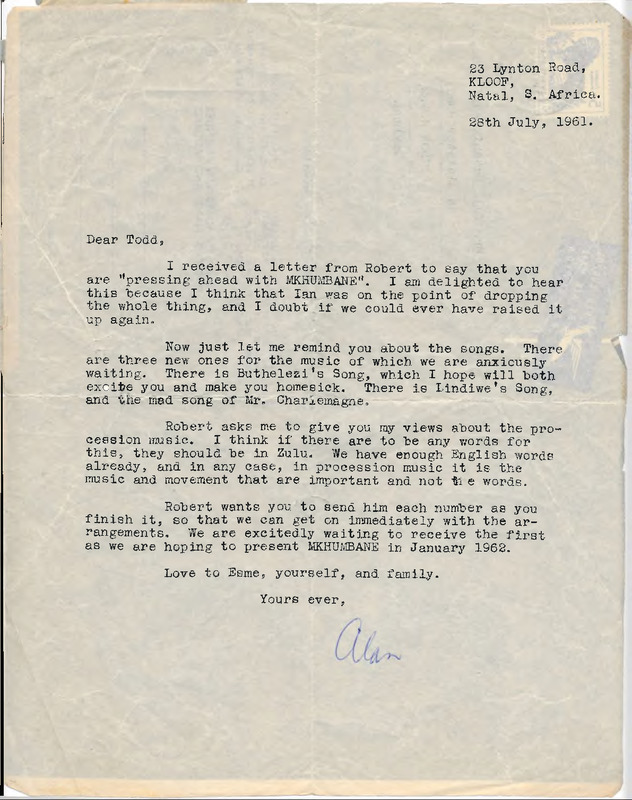 23 Lynton Road,
KLOOF,
Natal, S. Africa.
28th July, 1961.
Dear Todd,
I received a letter from Robert to say that you
are "pressing ahead with MKHUMBANE". I am delighted to hear
this because I think that Ian was on the point of dropping
the whole thing, and I doubt if we could ever have raised it
up again.
Now just let me remind you about the songs. There
are three new ones for the music of which we are anxiously
waiting. There is Buthelezi's Song, which I hope will both
excite you and make you homesick. There is Lindiwe's Song,
and the mad song of Mr. Charlemagne.
Robert asks me to give you my views about the pro-
cession music. I think if there are to be any words for
this, they should be in Zulu. We have enough English words
already, and in any case, in procession music it is the
music and movement that are important and not the words.
Robert wants you to send him each number as you
finish it, so that we can get on immediately with the ar-
rangements. We are excitedly waiting to receive the first
as we are hoping to present MKHUMBANE in January 1962.
Love to Esme, yourself, and family.
Yours ever,
Alan